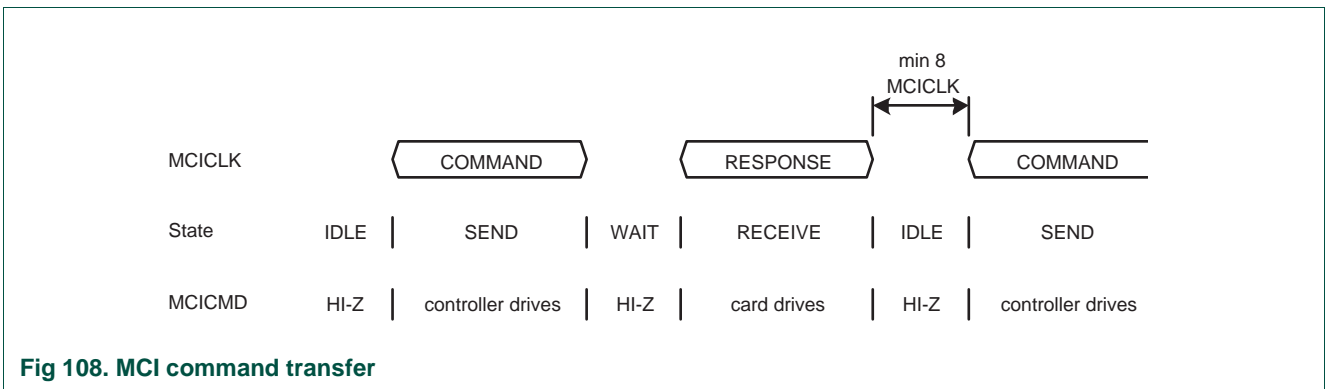 min 8
MCICLK
MCICLK COMMAND RESPONSE COMMAND
State IDLE SEND WAIT RECEIVE IDLE SEND
MCICMD HI-Z controller drives HI-Z card drives HI-Z controller drives
Fig 108. MCI command transfer